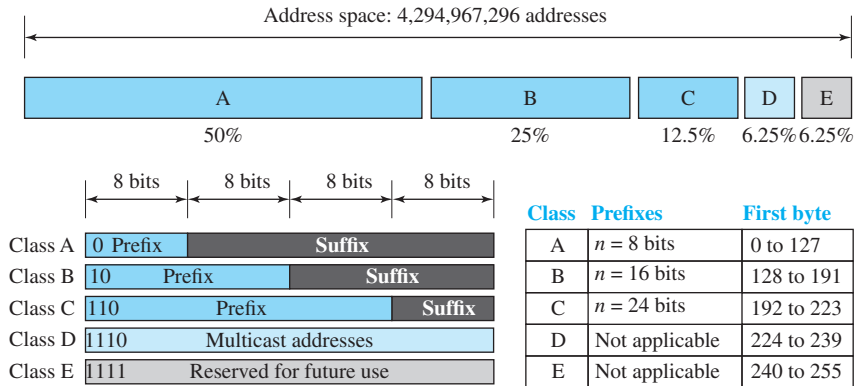 Address space: 4,294,967,296 addresses
A B C D E
50% 25% 12.5% 6.25% 6.25%
8 bits 8 bits 8 bits 8 bits
Class A 0 Prefix Suffix
Class B 10 Prefix Suffix
Class C 110 Prefix Suffix
Class D 1110 Multicast addresses
Class E 1111 Reserved for future use
Class Prefixes First byte
A n = 8 bits 0 to 127
B n = 16 bits 128 to 191
C n = 24 bits 192 to 223
D Not applicable 224 to 239
E Not applicable 240 to 255